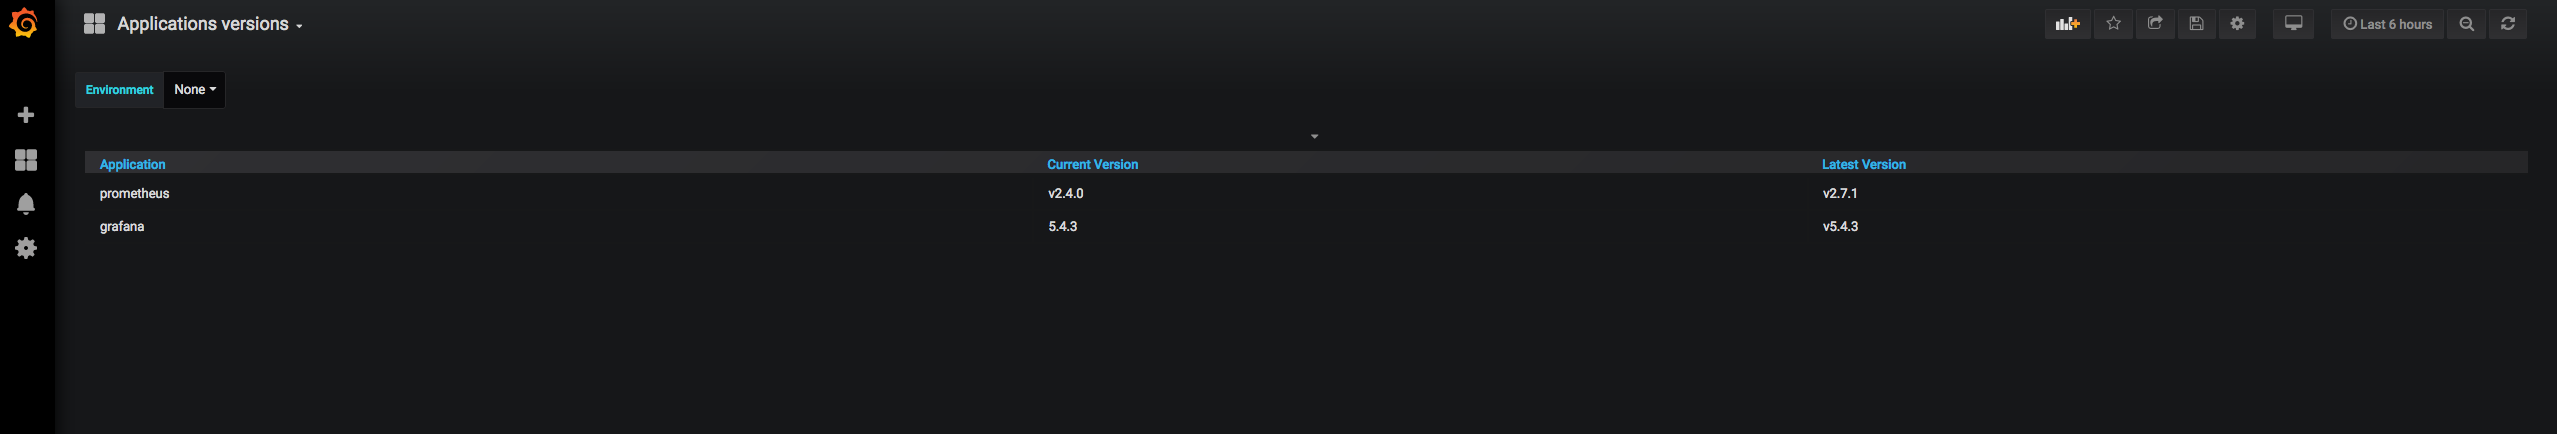 Applications versions
Last 6 hours
Environment None
Application Current Version Latest Version
prometheus v2.4.0 v2.7.1
grafana 5.4.3 v5.4.3